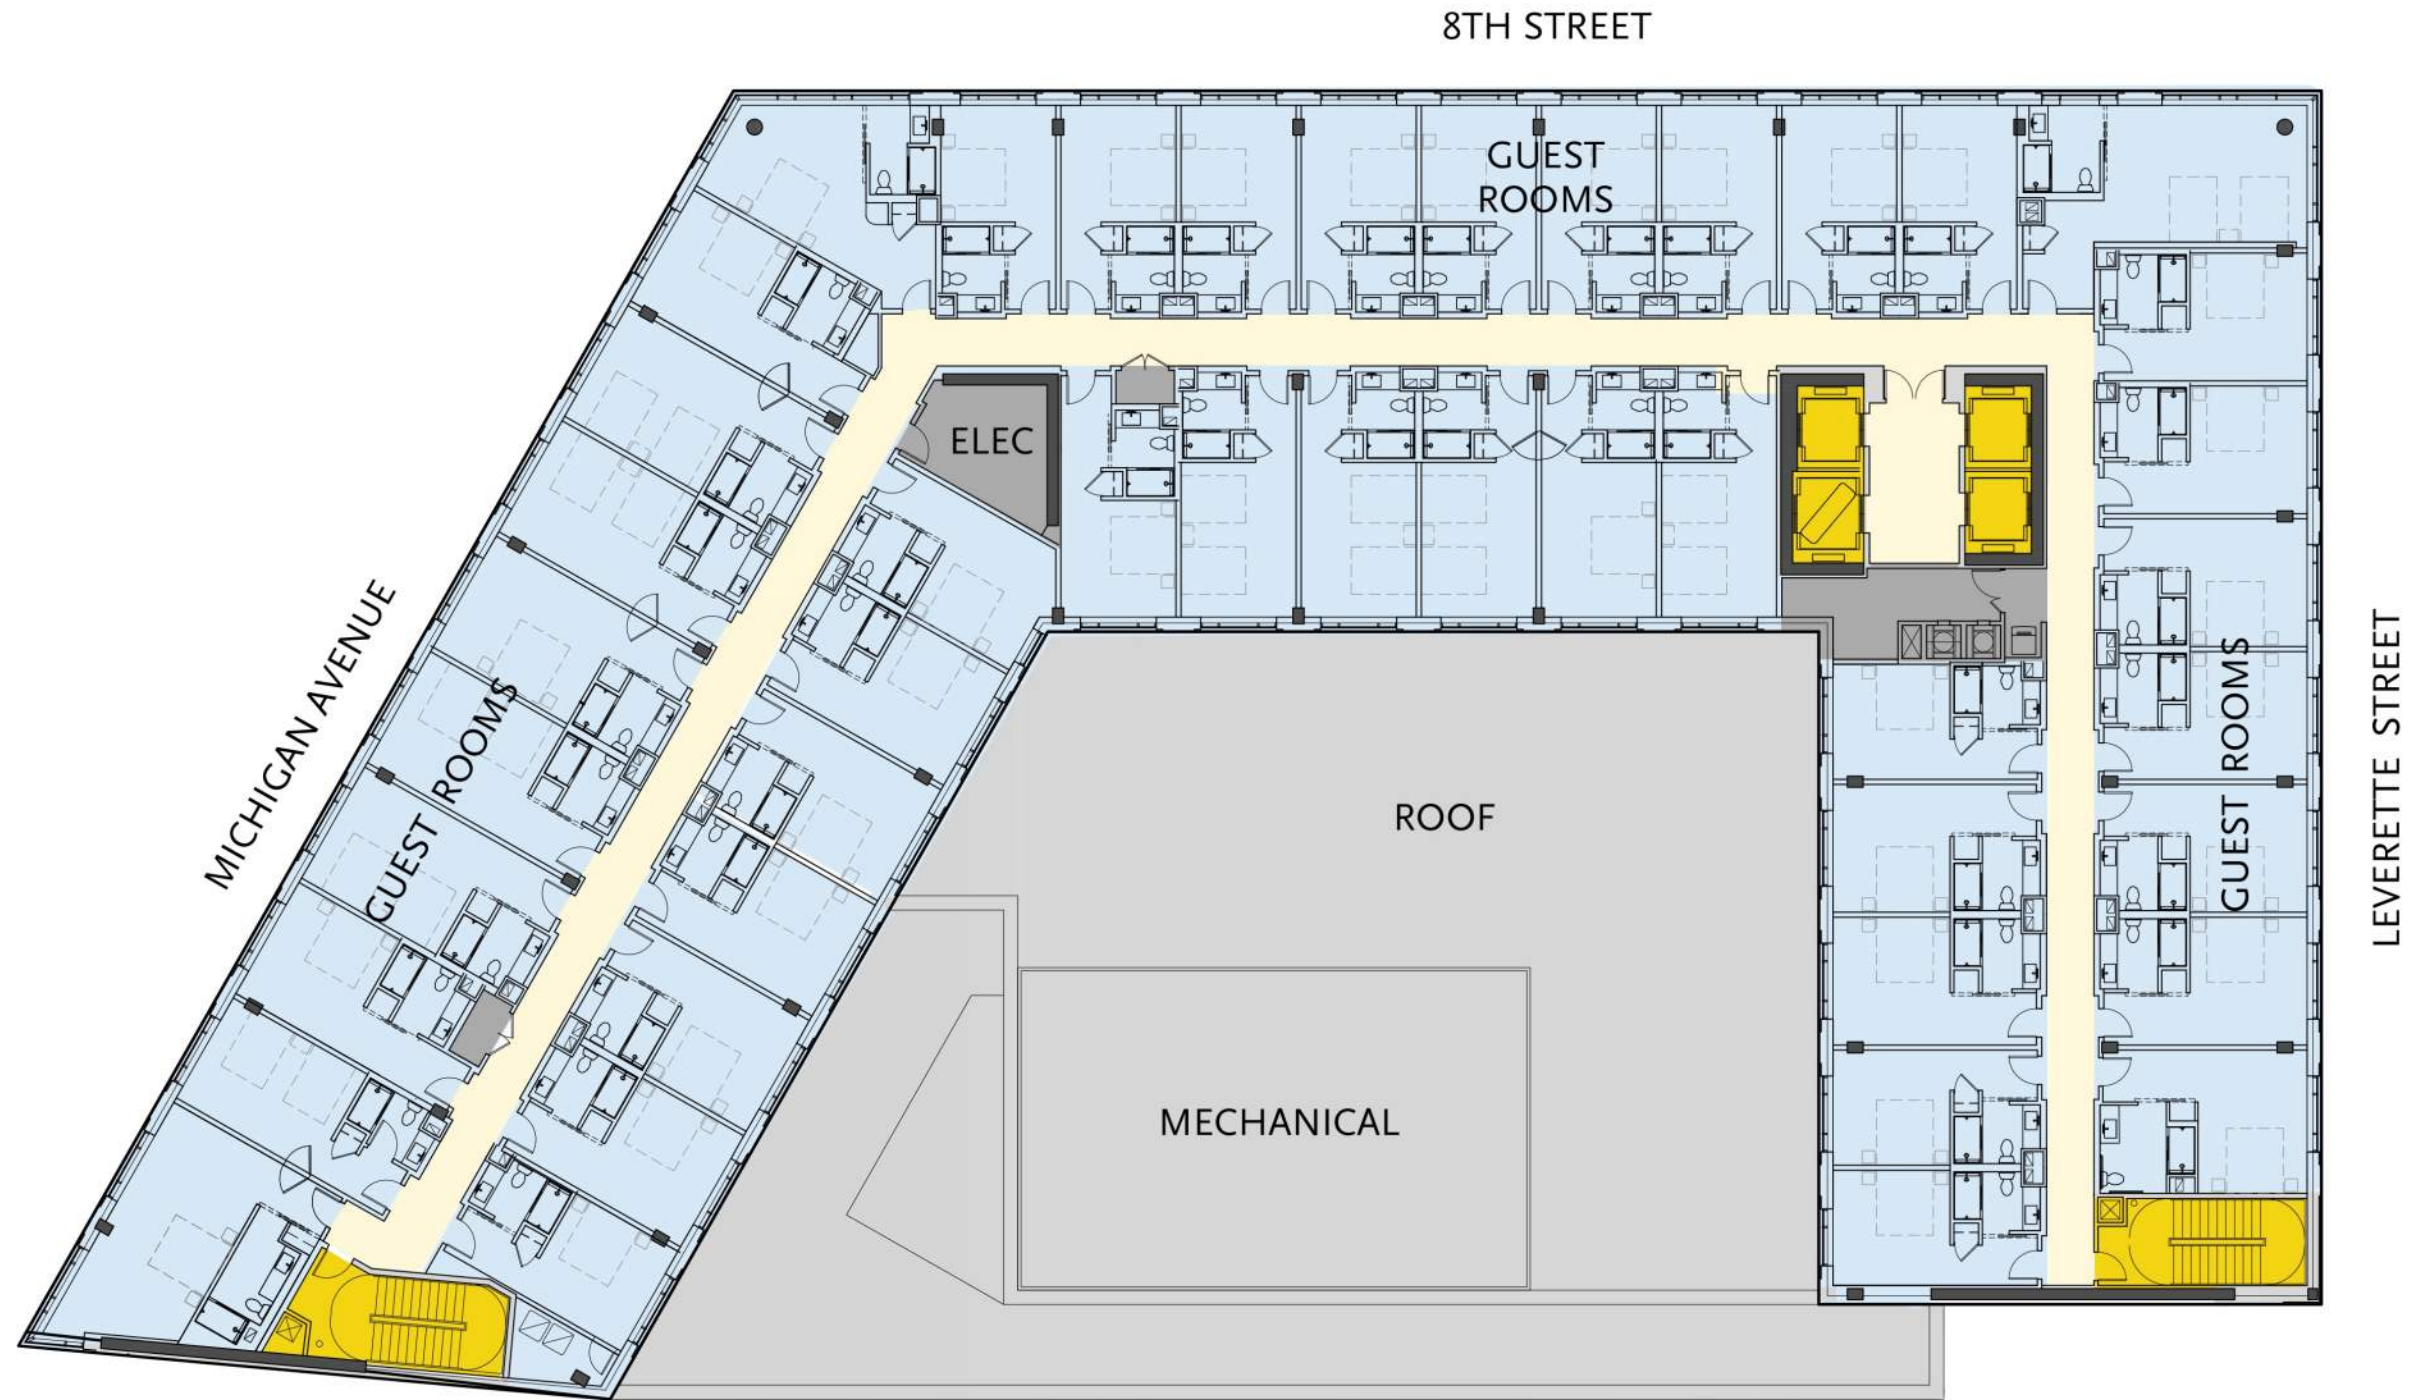 8TH STREET
GUEST
ROOMS
ELEC
MICHIGAN AVENUE
GUEST ROOMS
ROOF
MECHANICAL
GUEST ROOMS
LEVERETTE STREET